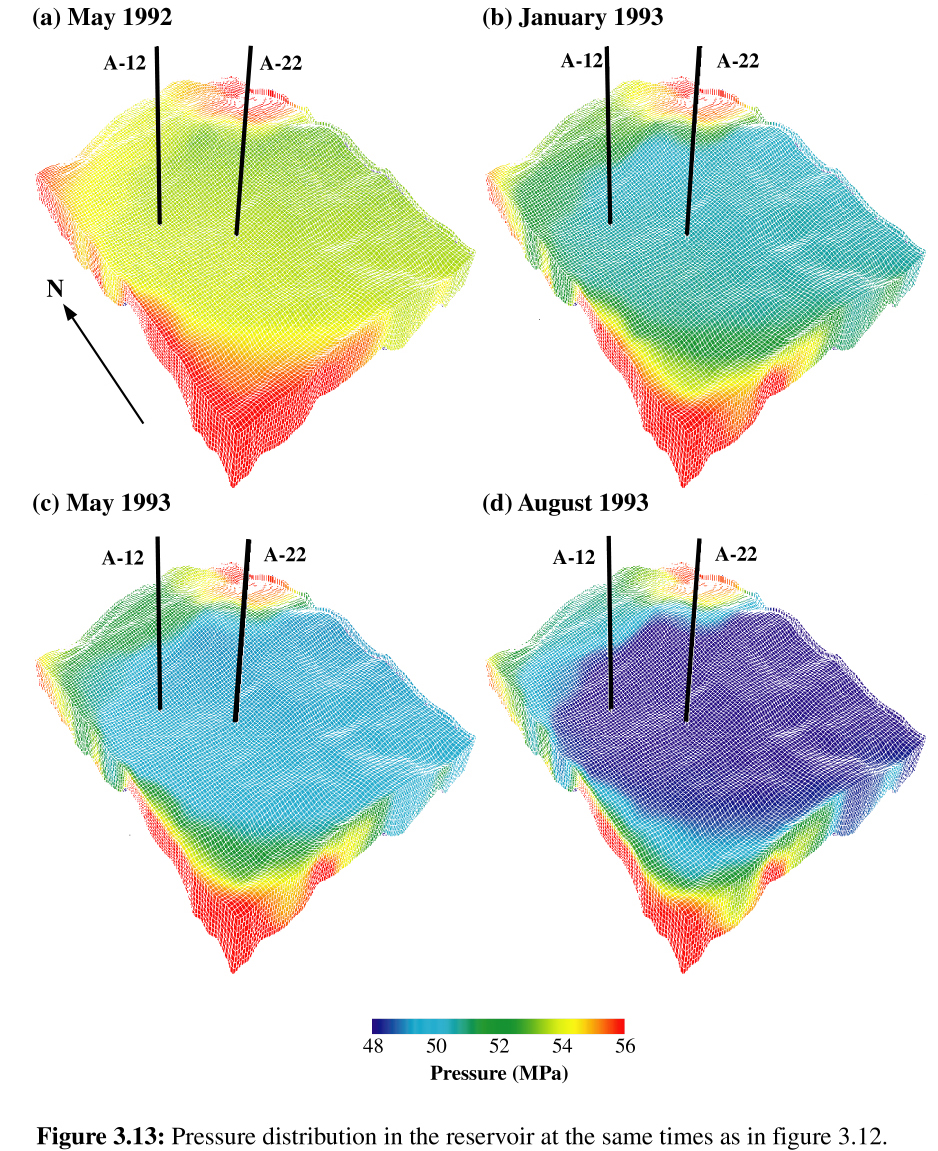 (a) May 1992
(b) January 1993
A-12
A-22
A-12
A-22
N
(c) May 1993
(d) August 1993
A-12
A-22
A-12
A-22
48 50 52 54 56
Pressure (MPa)
Figure 3.13: Pressure distribution in the reservoir at the same times as in figure 3.12.